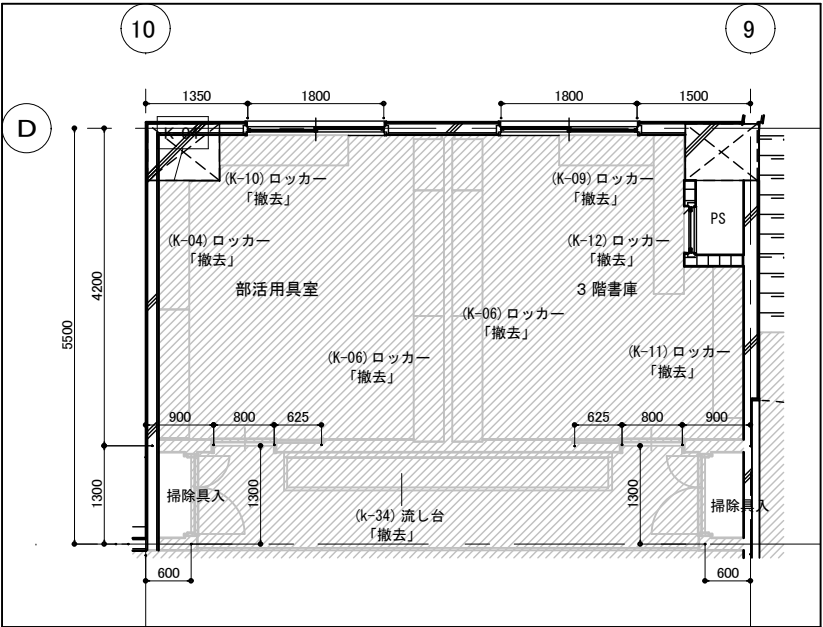 10
9
D
1350
1800
1800
1500
(K-10)ロッカー
「撤去」
(K-09)ロッカー
「撤去」
PS
(K-04)ロッカー
「撤去」
(K-12)ロッカー
「撤去」
部活用具室
3階書庫
4200
5500
(K-06)ロッカー
「撤去」
(K-06)ロッカー
「撤去」
(K-11)ロッカー
「撤去」
900
800
625
625
800
900
1300
1300
1300
掃除具入
掃除具入
(k-34)流し台
「撤去」
600
600